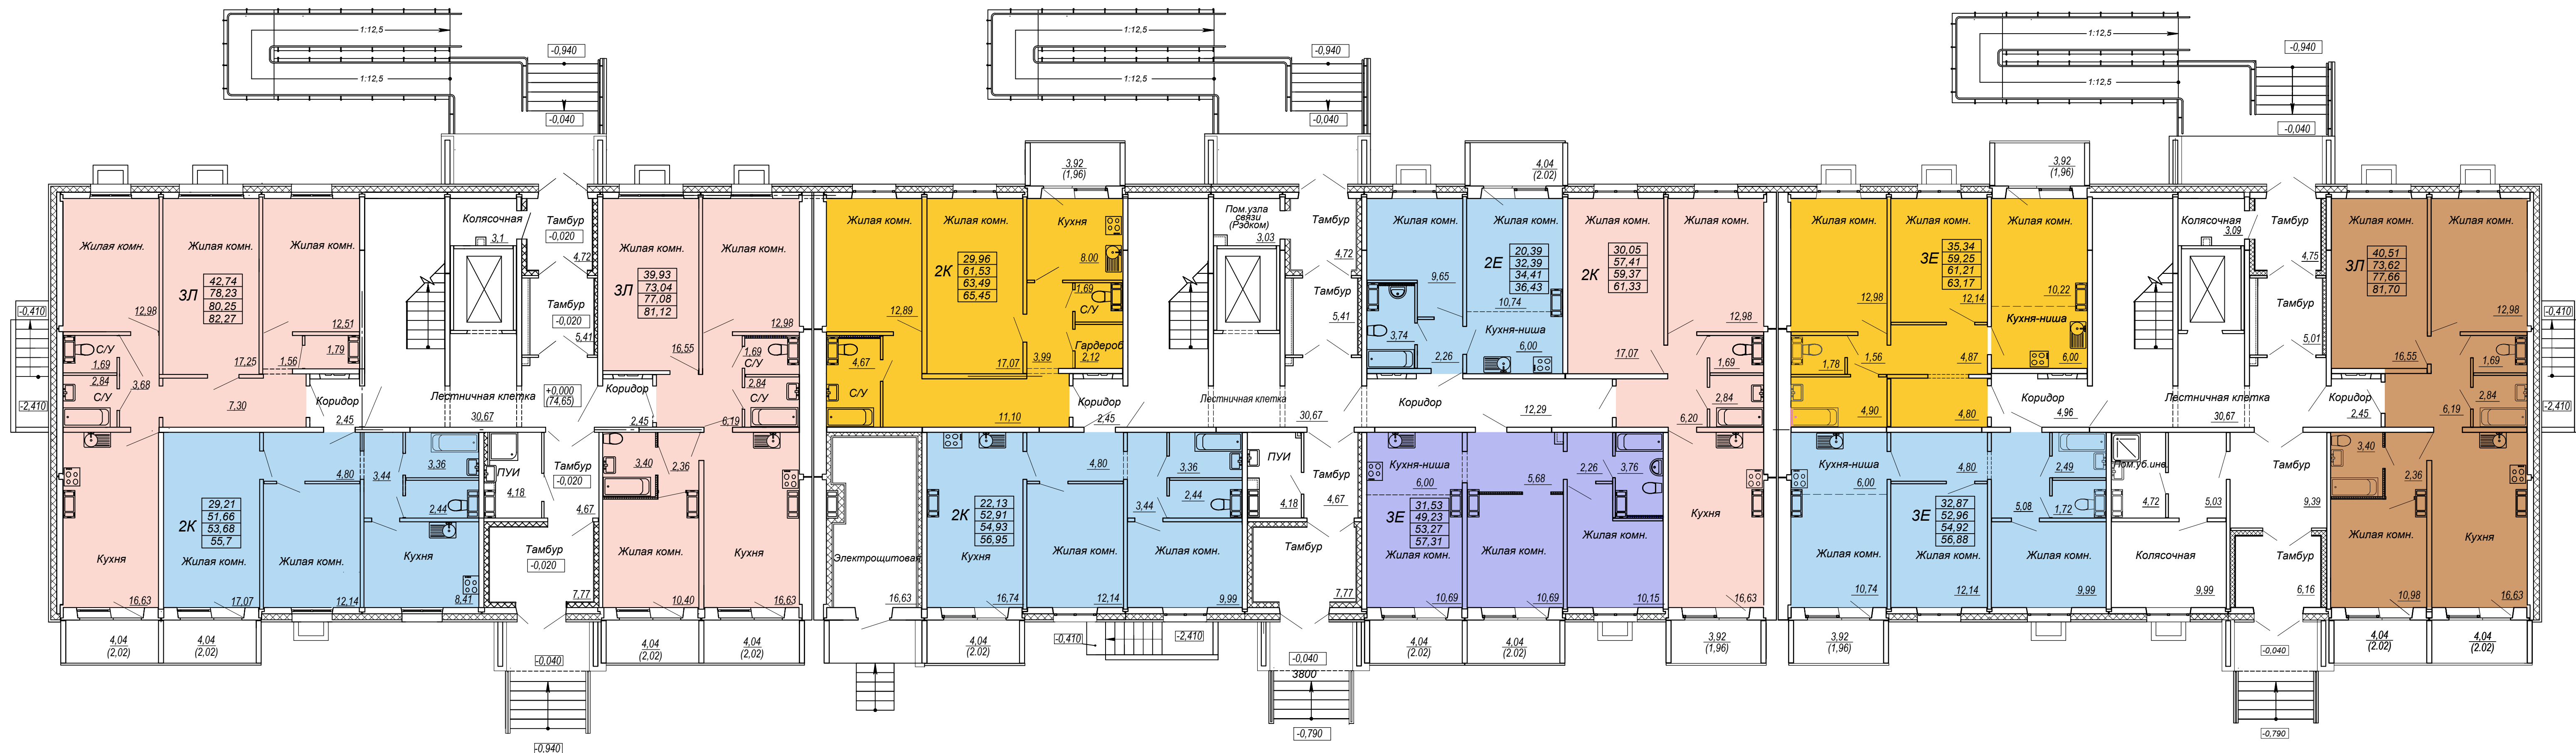 1:12,5
1:12,5
-0,940
-0,040
1:12,5
1:12,5
-0,940
-0,040
1:12,5
1:12,5
-0,940
-0,040
-0,410
-2,410
Жилая комн.
12.98
Жилая комн.
17,25
Жилая комн.
12.51
3Л
42,74
78,23
80,25
82,27
С/У
1,69
2,84
С/У
3,68
7,30
1,56
1,79
Коридор
2,45
Кухня
16,63
4,04
(2,02)
2К
29,21
51,66
53,68
55,7
Жилая комн.
17,07
4,04
(2,02)
Жилая комн.
12,14
4,80
3,44
3,36
2,44
Кухня
8,41
Колясочная
3,1
Тамбур
-0,020
4,72
Тамбур
-0,020
5,41
Лестничная клетка
30,67
+0,000
(74,65)
ПУИ
4,18
Тамбур
-0,020
4,67
Тамбур
-0,020
7,77
-0,040
-0,940
Жилая комн.
16,55
Жилая комн.
12,98
3Л
39,93
73,04
77,08
81,12
1,69
С/У
2,84
С/У
6,19
Коридор
2,45
3,40
2,36
Жилая комн.
10,40
Кухня
16,63
4,04
(2,02)
4,04
(2,02)
Жилая комн.
12,89
Жилая комн.
17,07
2К
29,96
61,53
63,49
65,45
Кухня
8.00
3,92
(1,96)
1,69
С/У
Гардероб
2,12
3,99
4,67
С/У
11,10
Коридор
2,45
Электрощитовая
16,63
2К
22,13
52,91
54,93
56,95
Кухня
16,74
4,04
(2.02)
4,80
Жилая комн.
12,14
3,36
2,44
3,44
Жилая комн.
9,99
-0,410
-2,410
Пом.узла
связи
(Рэдком)
3,03
Тамбур
4,72
Тамбур
5,41
Лестничная клетка
30,67
ПУИ
4,18
Тамбур
4,67
Тамбур
7,77
-0,040
3800
-0,790
Жилая комн.
9,65
Жилая комн.
10,74
4,04
(2.02)
2Е
20,39
32,39
34,41
36,43
3,74
2,26
Кухня-ниша
6,00
Коридор
12,29
2К
30,05
57,41
59,37
61,33
Жилая комн.
17,07
Жилая комн.
12,98
1,69
2,84
6,20
Кухня
16,63
3,92
(1,96)
Кухня-ниша
6,00
3Е
31,53
49,23
53,27
57,31
Жилая комн.
10,69
4,04
(2.02)
5,68
Жилая комн.
10,69
4,04
(2.02)
2,26
3,76
Жилая комн.
10,15
Жилая комн.
12,98
Жилая комн.
12,14
Жилая комн.
10,22
3,92
(1,96)
3Е
35,34
59,25
61,21
63,17
Кухня-ниша
6,00
1,78
1,56
4,87
4,90
4,80
Коридор
4,96
Кухня-ниша
6,00
Жилая комн.
10,74
3,92
(1,96)
3Е
32,87
52,96
54,92
56,88
4,80
Жилая комн.
12,14
2,49
1,72
5,08
Жилая комн.
9,99
Колясочная
3,09
Тамбур
4,75
Тамбур
5,01
Лестничная клетка
30,67
Пом.уб.инв.
4,72
5,03
Колясочная
9,99
Тамбур
9,39
Тамбур
6,16
-0,040
-0,790
Жилая комн.
16,55
Жилая комн.
12,98
3Л
40,51
73,62
77,66
81,70
1,69
2,84
6,19
Коридор
2,45
3,40
2,36
Жилая комн.
10,98
Кухня
16,63
4,04
(2.02)
4,04
(2.02)
-0,410
-2,410